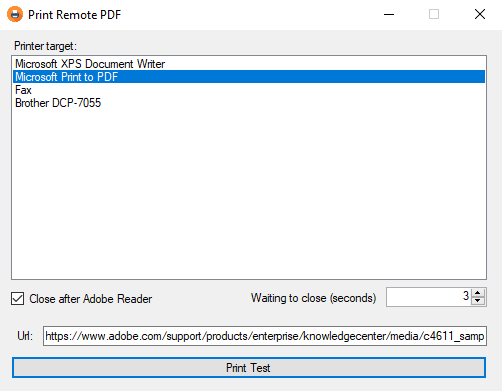 Print Remote PDF
Printer target:
Microsoft XPS Document Writer
Microsoft Print to PDF
Fax
Brother DCP-7055
Close after Adobe Reader
Waiting to close (seconds)
3
Url:
https://www.adobe.com/support/products/enterprise/knowledgecenter/media/c4611_samp
Print Test